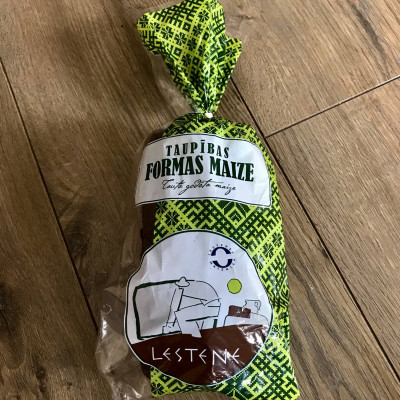 TAUPĪBAS
FORMAS MAIZE
Tautā godāta maize
LESTENE